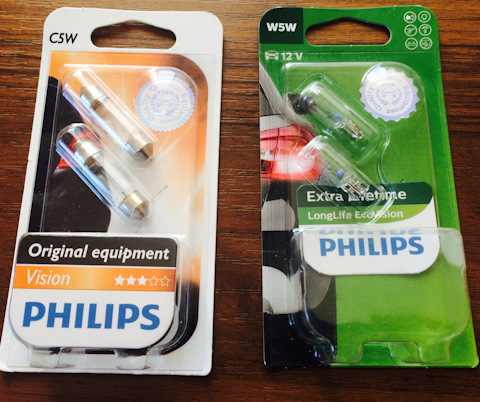 C5W
Original equipment
Vision
PHILIPS
W5W
12 V
Extra Lifetime
LongLife EcoVision
PHILIPS